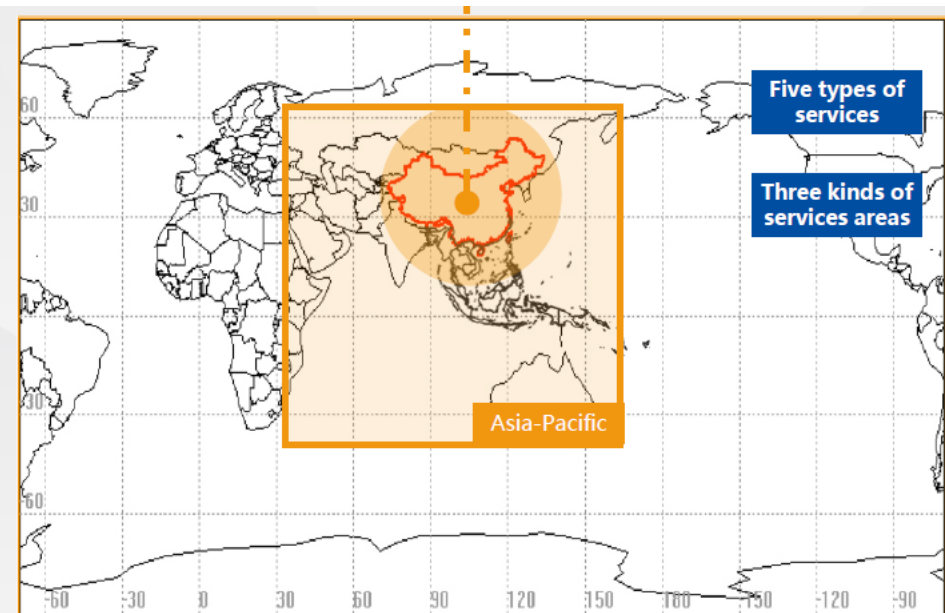 Five types of
services
60
Three kinds of
services areas
30
Asia-Pacific
-30
-60
-60 -30 0 30 60 90 120 150 -180 -150 -120 -90